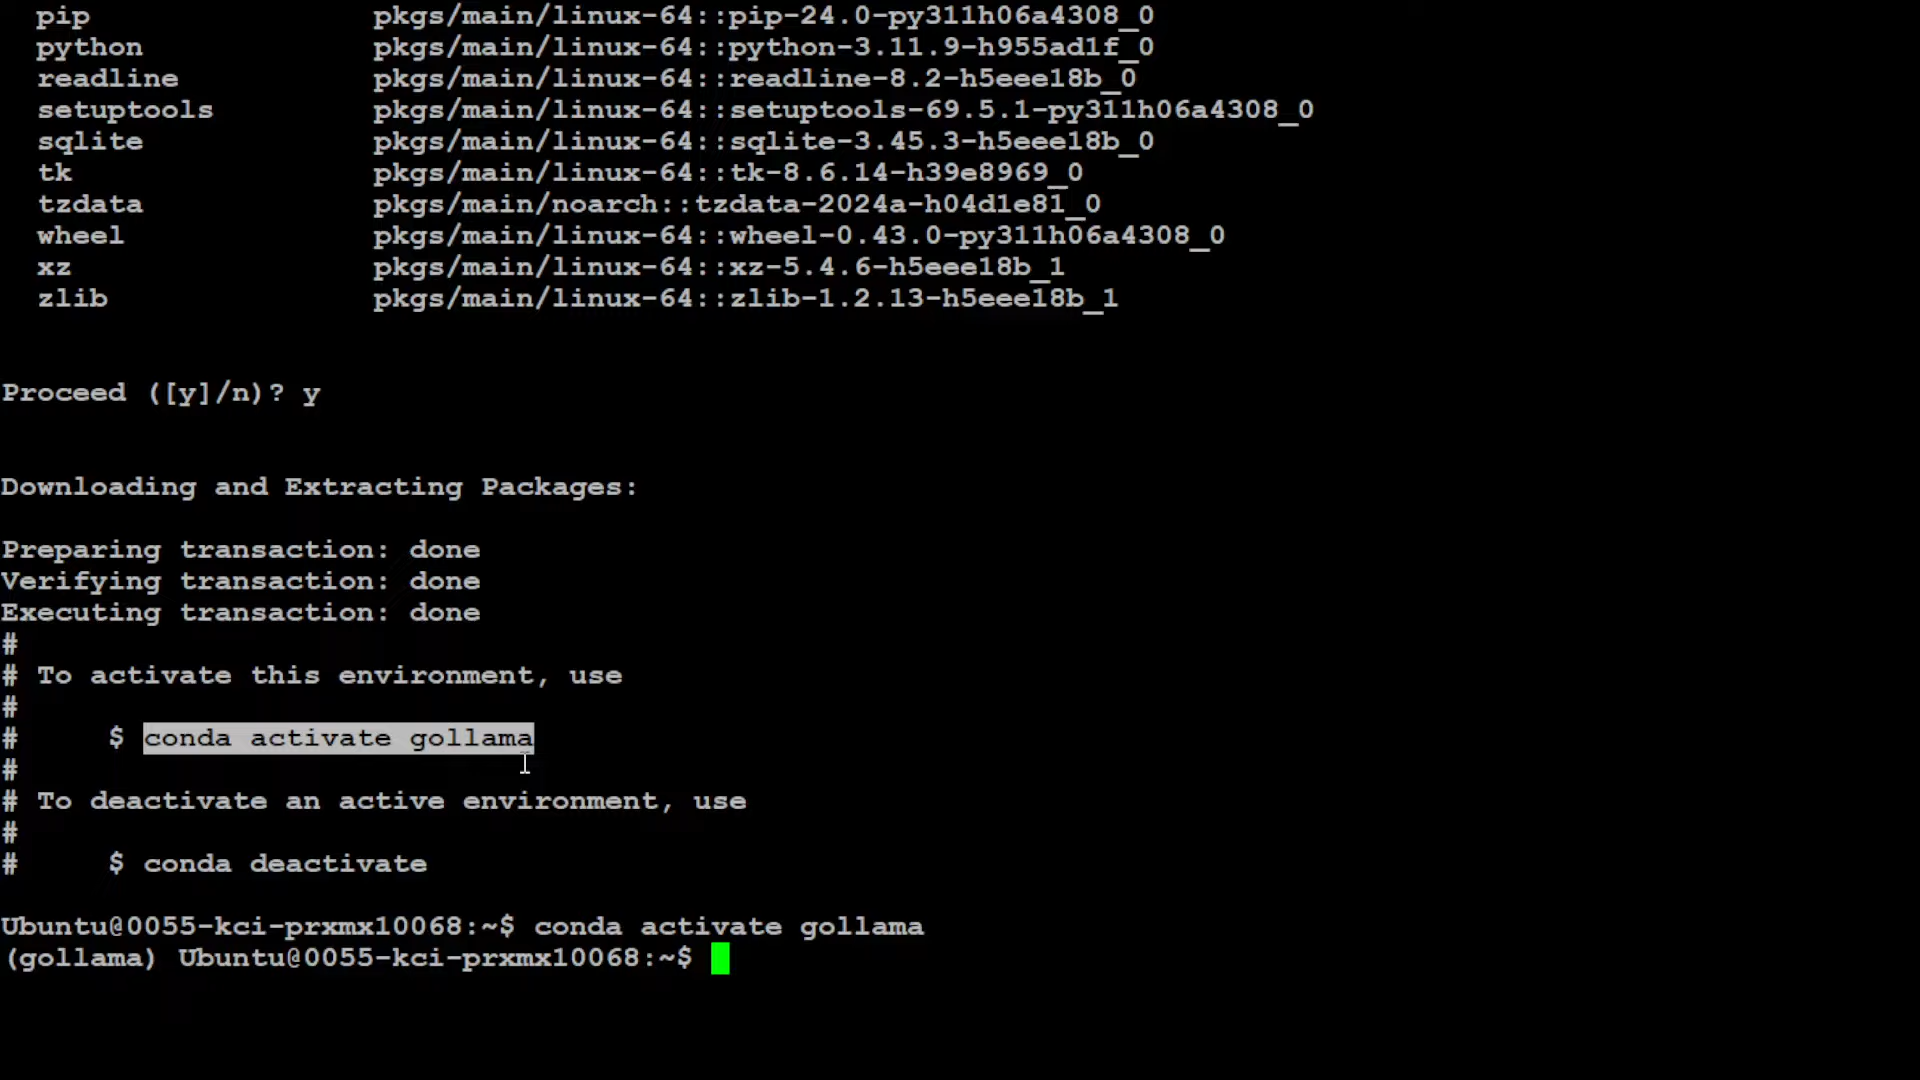 pip pkgs/main/linux-64::pip-24.0-py311h06a4308_0
python pkgs/main/linux-64::python-3.11.9-h955ad1f_0
readline pkgs/main/linux-64::readline-8.2-h5eee18b_0
setuptools pkgs/main/linux-64::setuptools-69.5.1-py311h06a4308_0
sqlite pkgs/main/linux-64::sqlite-3.45.3-h5eee18b_0
tk pkgs/main/linux-64::tk-8.6.14-h39e8969_0
tzdata pkgs/main/noarch::tzdata-2024a-h04d1e81_0
wheel pkgs/main/linux-64::wheel-0.43.0-py311h06a4308_0
xz pkgs/main/linux-64::xz-5.4.6-h5eee18b_1
zlib pkgs/main/linux-64::zlib-1.2.13-h5eee18b_1
Proceed ([y]/n)? y
Downloading and Extracting Packages:
Preparing transaction: done
Verifying transaction: done
Executing transaction: done
#
# To activate this environment, use
#
# $ conda activate gollama
#
# To deactivate an active environment, use
#
# $ conda deactivate
Ubuntu@0055-kci-prxmx10068:~$ conda activate gollama
(gollama) Ubuntu@0055-kci-prxmx10068:~$